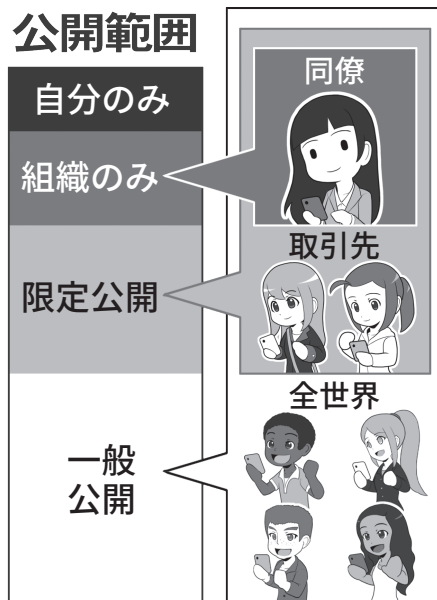 公開範囲
自分のみ
組織のみ
限定公開
一般
公開
同僚
取引先
全世界